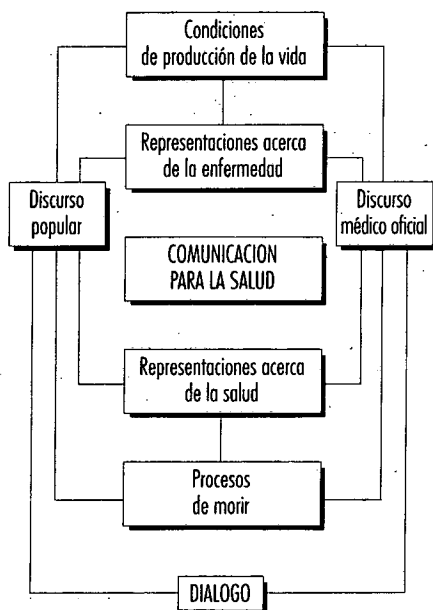 Condiciones
de producción de la vida
Representaciones acerca
de la enfermedad
Discurso
popular
Discurso
médico oficial
COMUNICACION
PARA LA SALUD
Representaciones acerca
de la salud
Procesos
de morir
DIALOGO